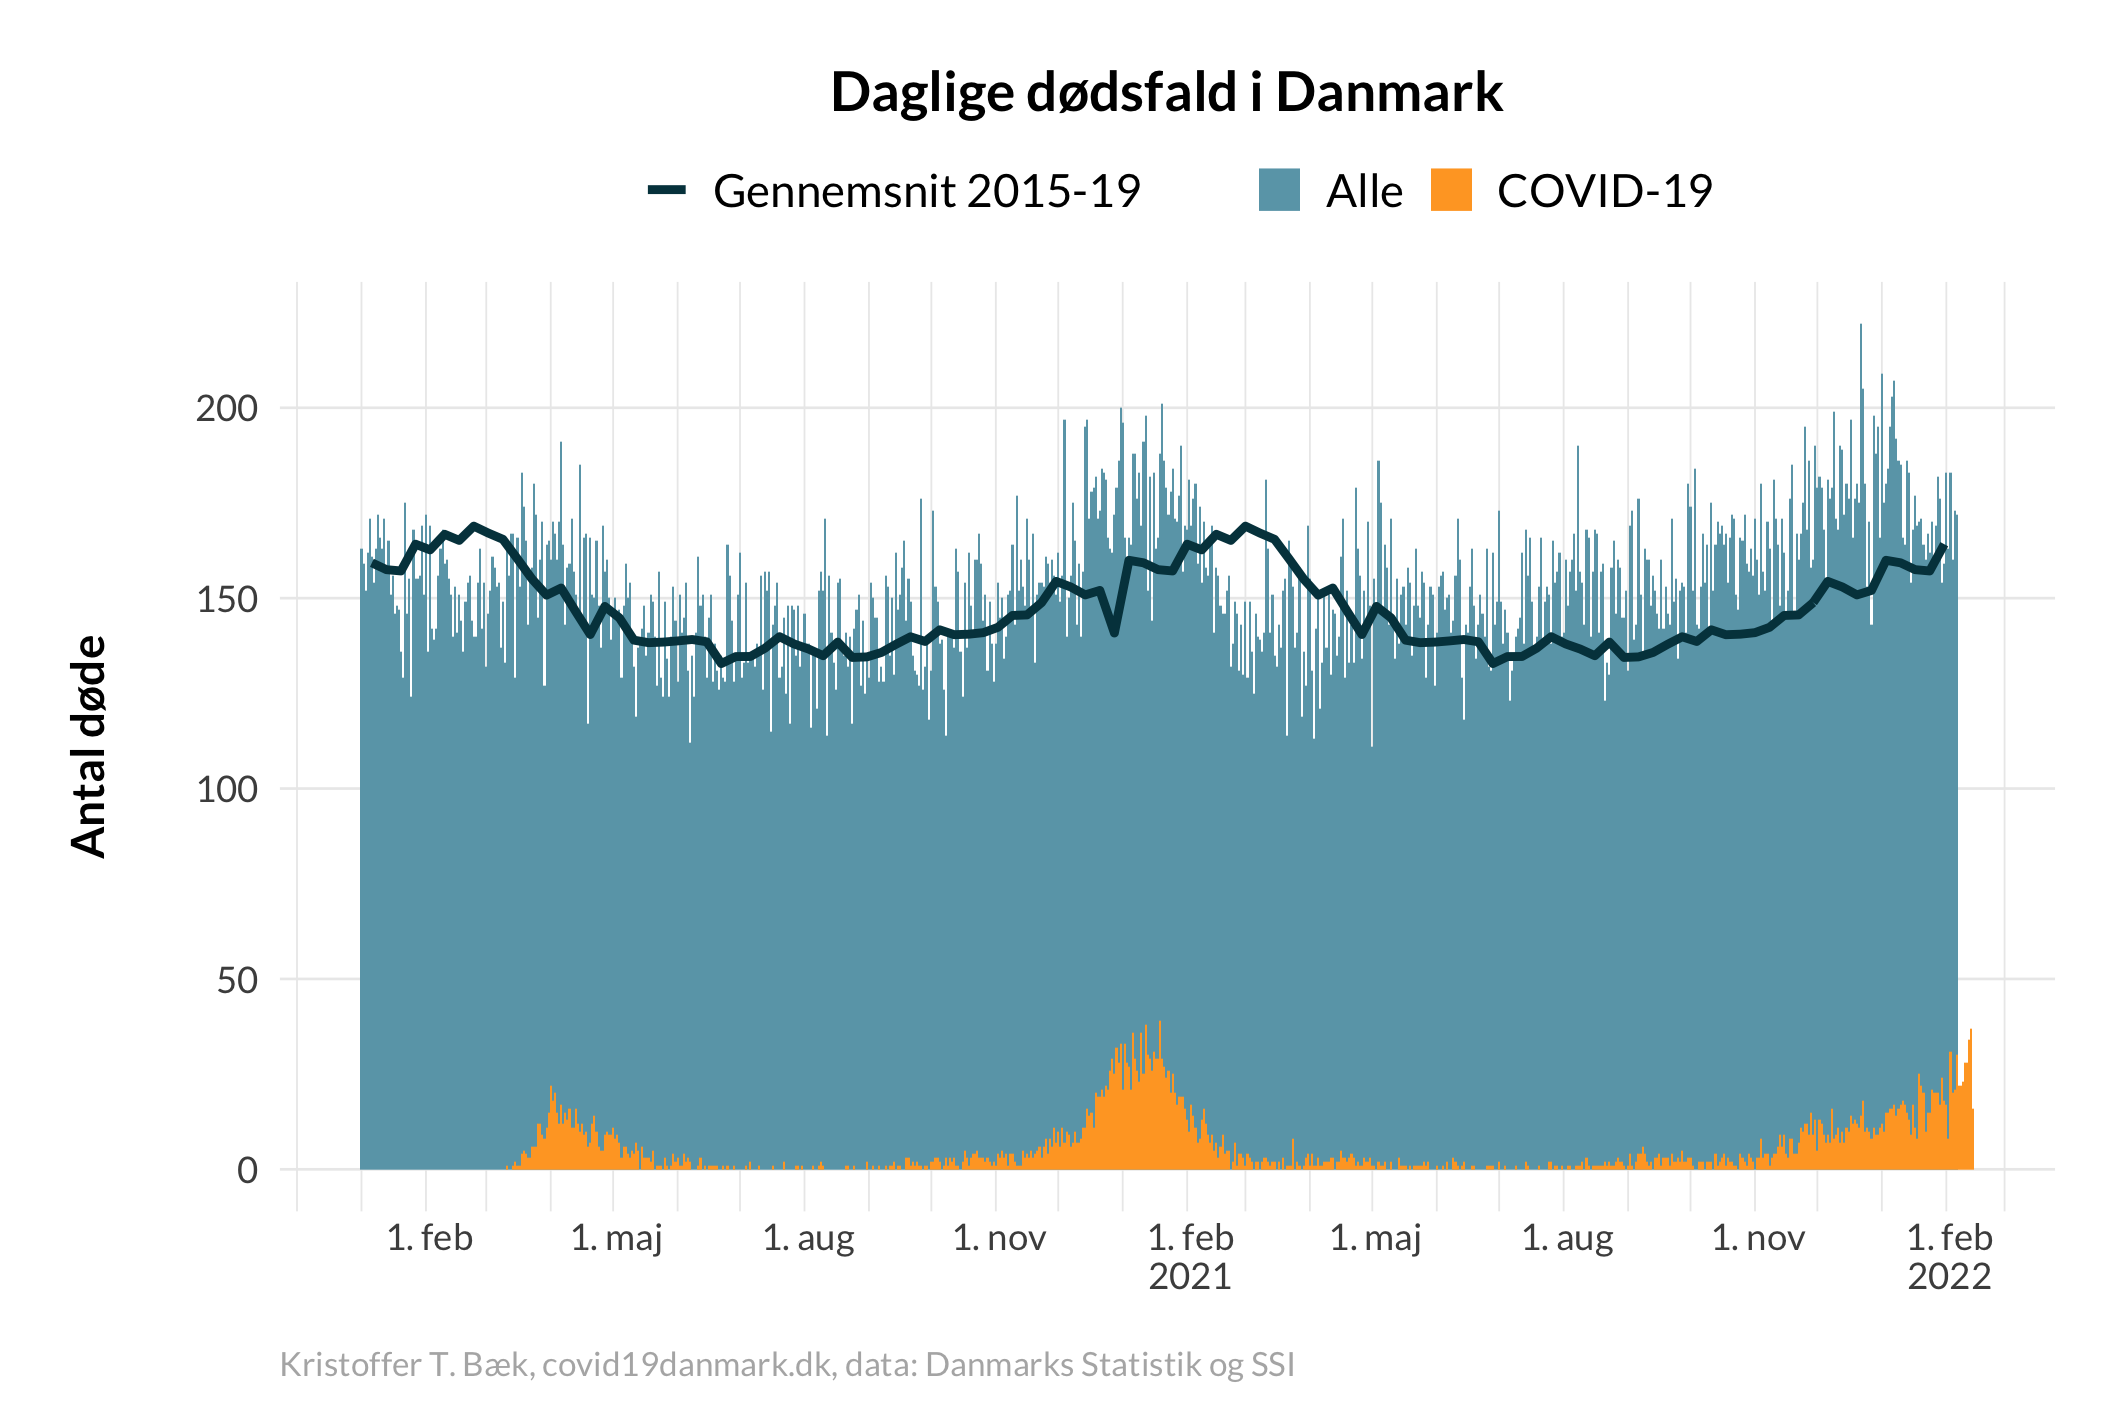 Daglige dødsfald i Danmark
Gennemsnit 2015-19 Alle COVID-19
Antal døde
200
150
100
50
0
1. feb 1. maj 1. aug 1. nov 1. feb 1. maj 1. aug 1. nov 1. feb
2021 2022
Kristoffer T. Bæk, covid19danmark.dk, data: Danmarks Statistik og SSI